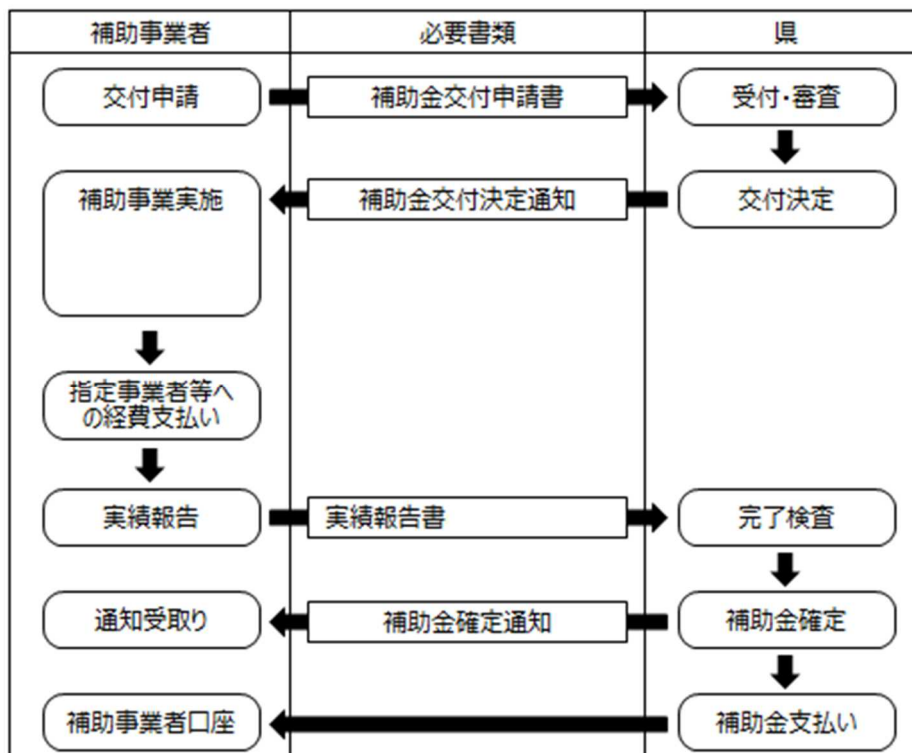 補助事業者
必要書類
県
交付申請
補助金交付申請書
受付・審査
補助事業実施
補助金交付決定通知
交付決定
指定事業者等へ
の経費支払い
実績報告
実績報告書
完了検査
通知受取り
補助金確定通知
補助金確定
補助事業者口座
補助金支払い